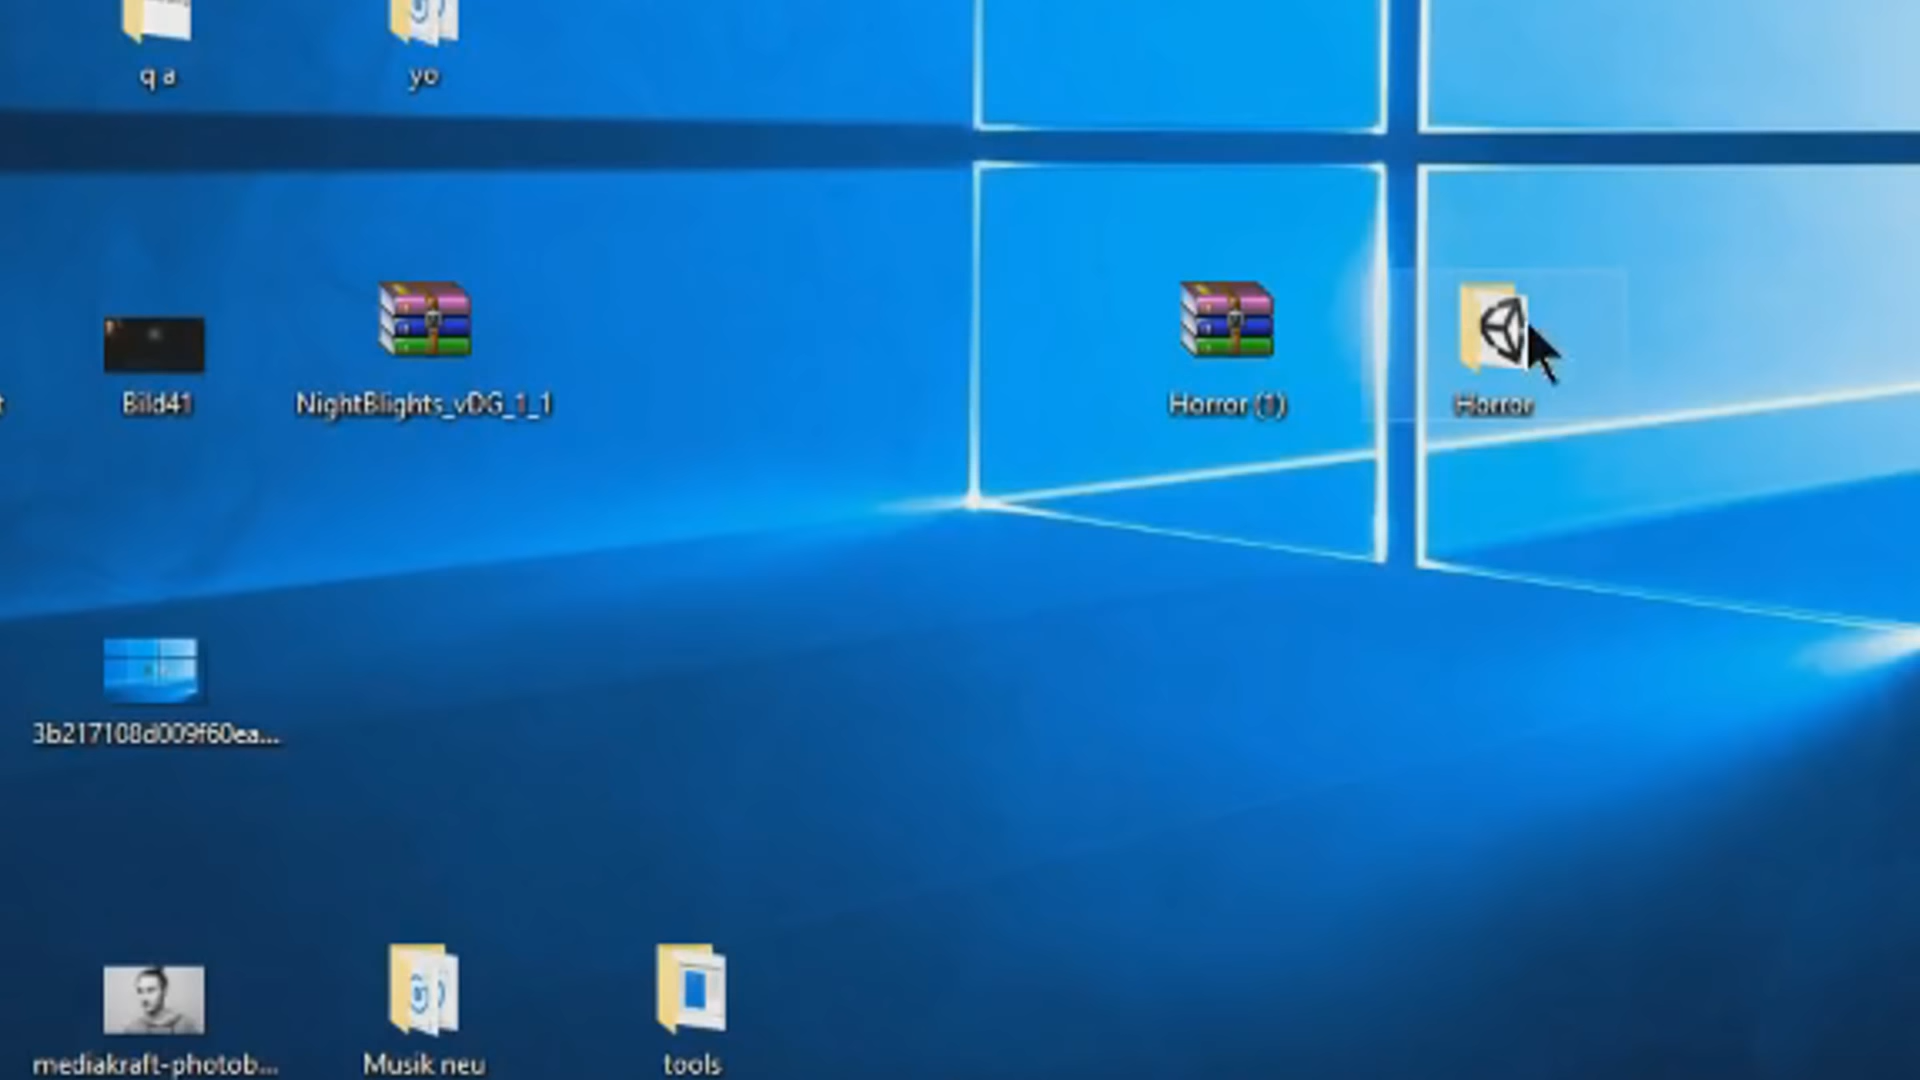 q a
yo
Bild41
NightBlights_vDG_1_1
Horror (1)
Horror
3b217108d009f60ea...
mediakraft-photob...
Musik neu
tools